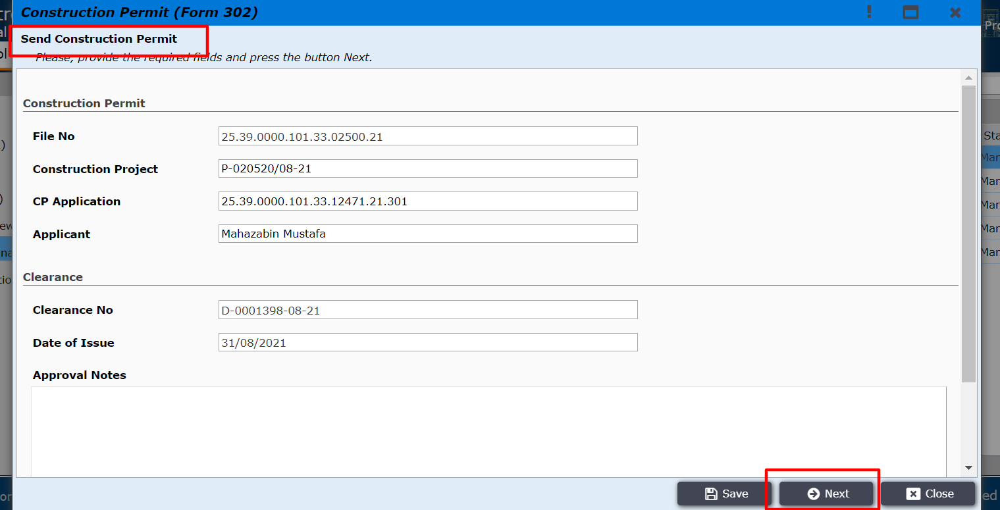 Construction Permit (Form 302)
Send Construction Permit
Please, provide the required fields and press the button Next.
Construction Permit
File No
25.39.0000.101.33.02500.21
Construction Project
P-020520/08-21
CP Application
25.39.0000.101.33.12471.21.301
Applicant
Mahazabin Mustafa
Clearance
Clearance No
D-0001398-08-21
Date of Issue
31/08/2021
Approval Notes
Save
Next
Close